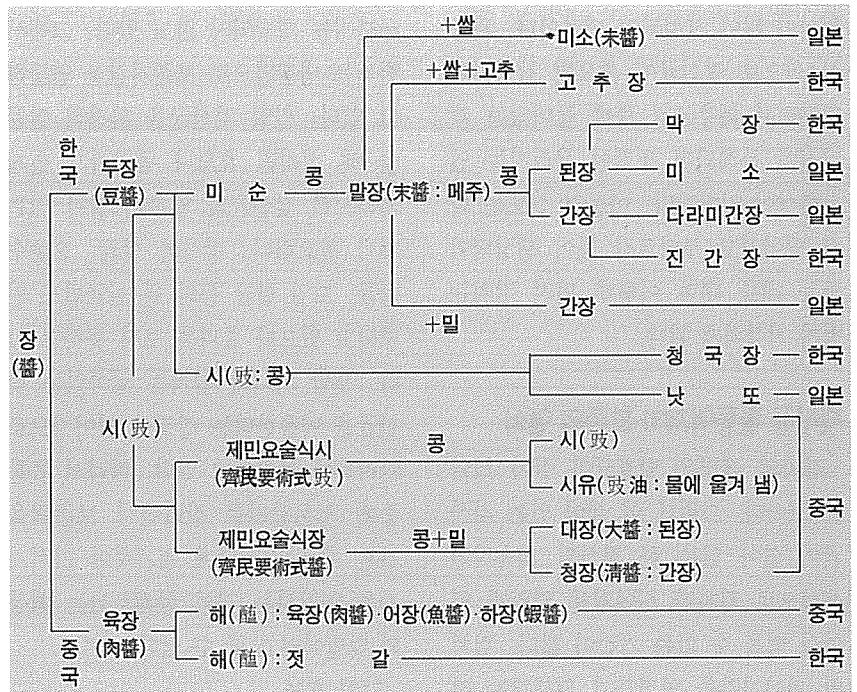 +쌀
미소(未醬) 일본
+쌀+고추
고추장 한국
막장 한국
한국
두장
(豆醬)
미순
콩
말장(末醬 : 메주)
콩
된장
미소 일본
간장
다라미간장 일본
진간장 한국
간장 일본
+밀
장
(醬)
시(豉: 콩)
청국장 한국
낫또 일본
시(豉)
제민요술식시
(齊民要術式豉)
콩
시(豉)
시유(豉油 : 물에 울겨 냄)
중국
제민요술식장
(齊民要術式醬)
콩+밀
대장(大醬 : 된장)
청장(淸醬 : 간장)
중국
육장
(肉醬)
해(醢) : 육장(肉醬)·어장(魚醬)·하장(蝦醬) 중국
해(醢) : 젓갈 한국